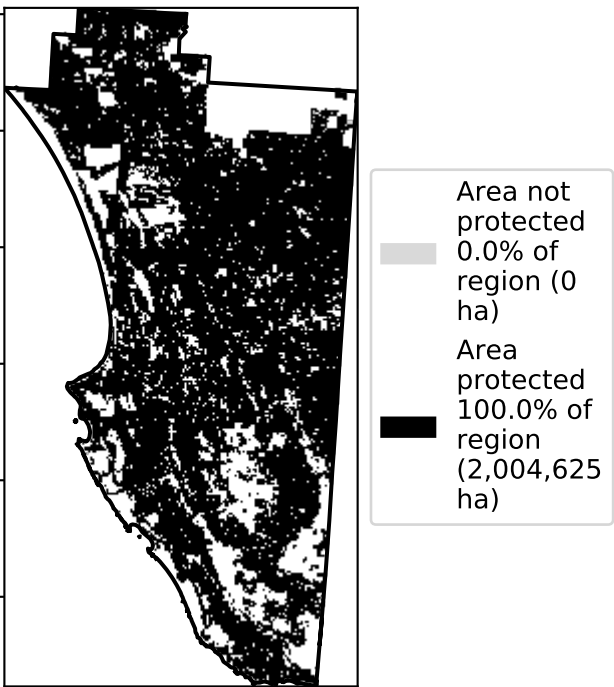 Area not
protected
0.0% of
region (0
ha)
Area
protected
100.0% of
region
(2,004,625
ha)